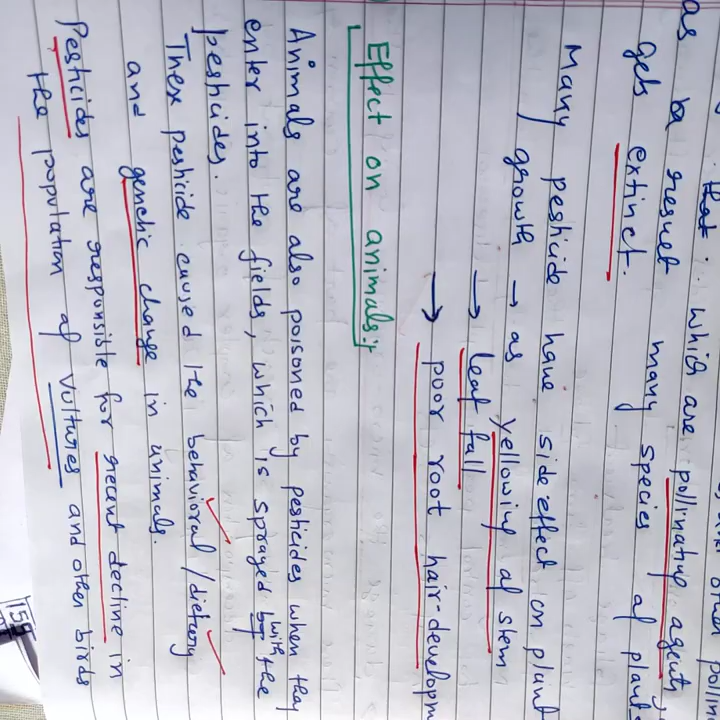 that. which are pollinating agent
as a result many species of plant
gets extinct.
Many pesticide have side effect on plant
growth → as yellowing of stem
→ leaf fall
→ poor root hair-developm
Effect on animals:
Animals are also poisoned by pesticides when they
enter into the fields, which is sprayed with the
pesticides.
These pesticide caused the behavioral / dietary
and genetic change in animals.
Pesticides are responsible for recent decline in
the population of vultures and other birds